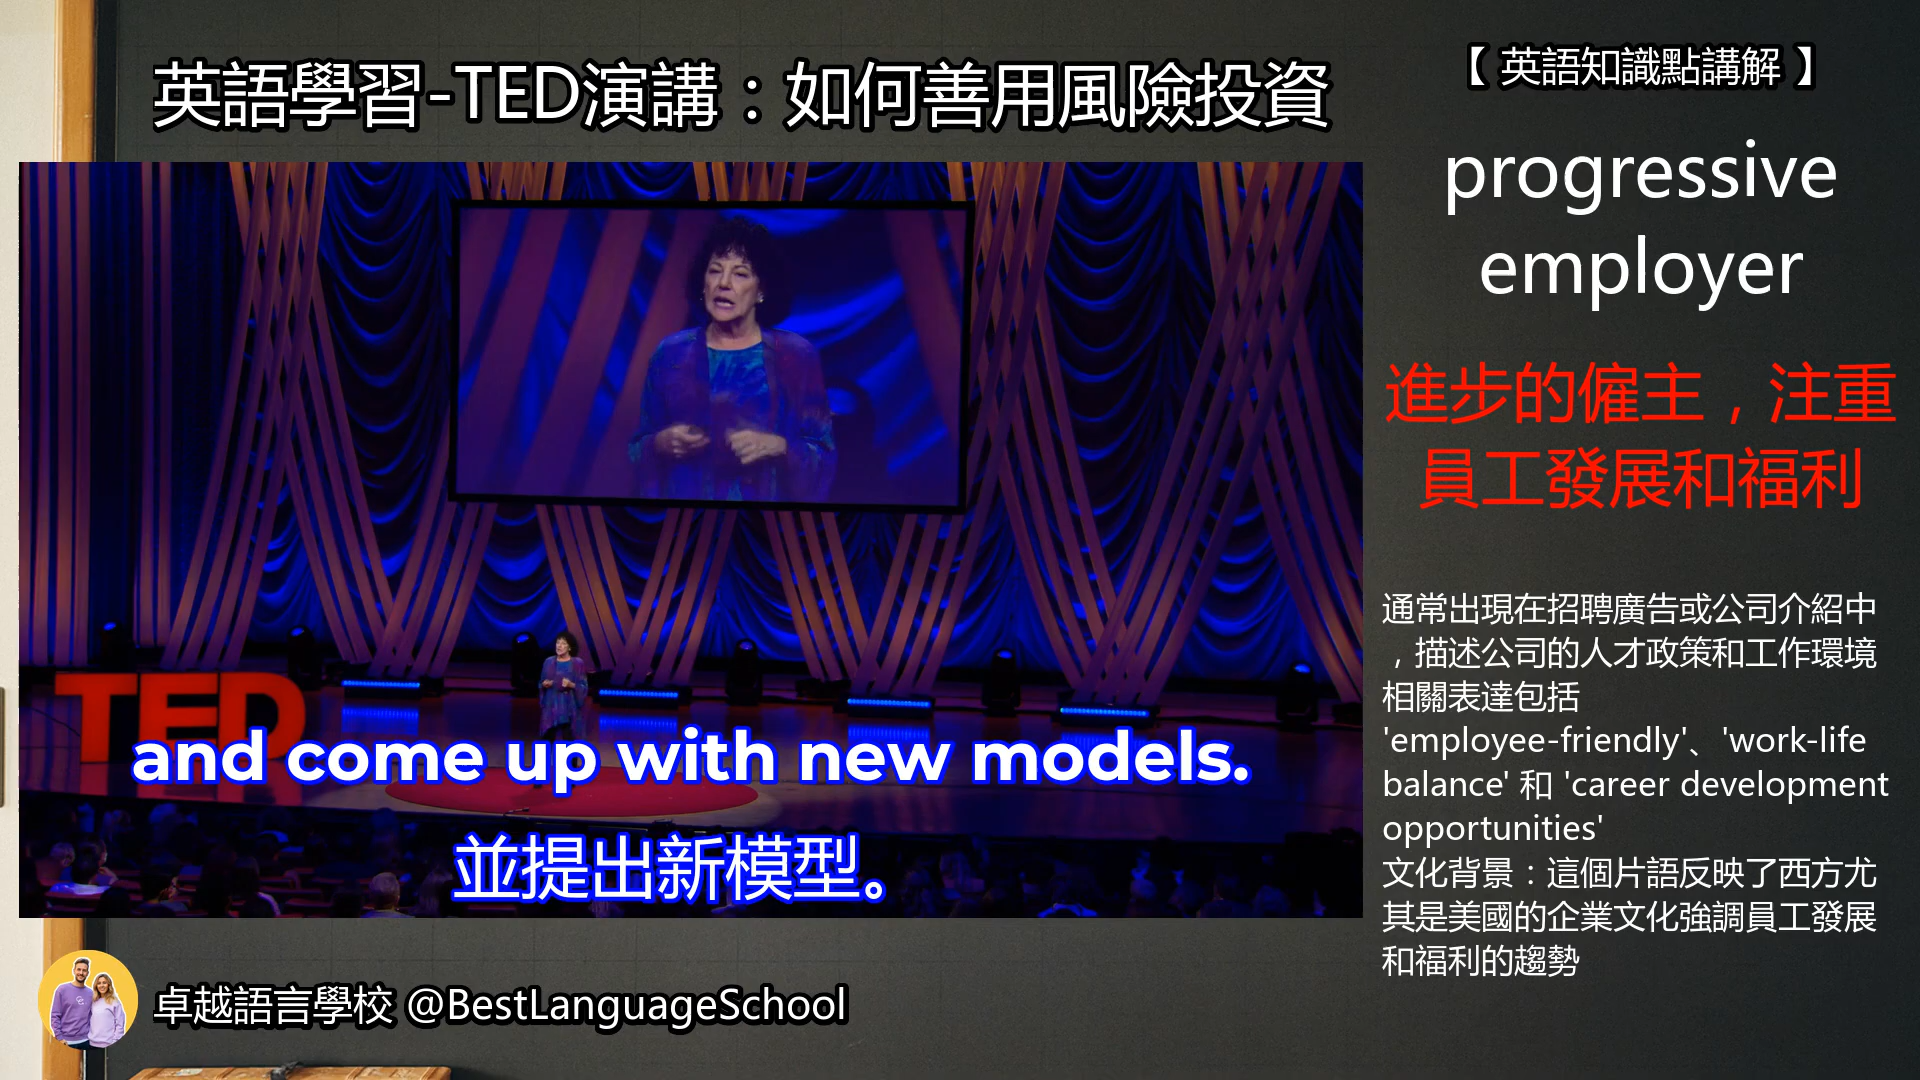 英語學習-TED演講：如何善用風險投資
【 英語知識點講解 】
progressive
employer
進步的僱主，注重
員工發展和福利
通常出現在招聘廣告或公司介紹中
，描述公司的人才政策和工作環境
相關表達包括
'employee-friendly'、'work-life
balance' 和 'career development
opportunities'
文化背景：這個片語反映了西方尤
其是美國的企業文化強調員工發展
和福利的趨勢
TED
and come up with new models.
並提出新模型。
卓越語言學校 @BestLanguageSchool